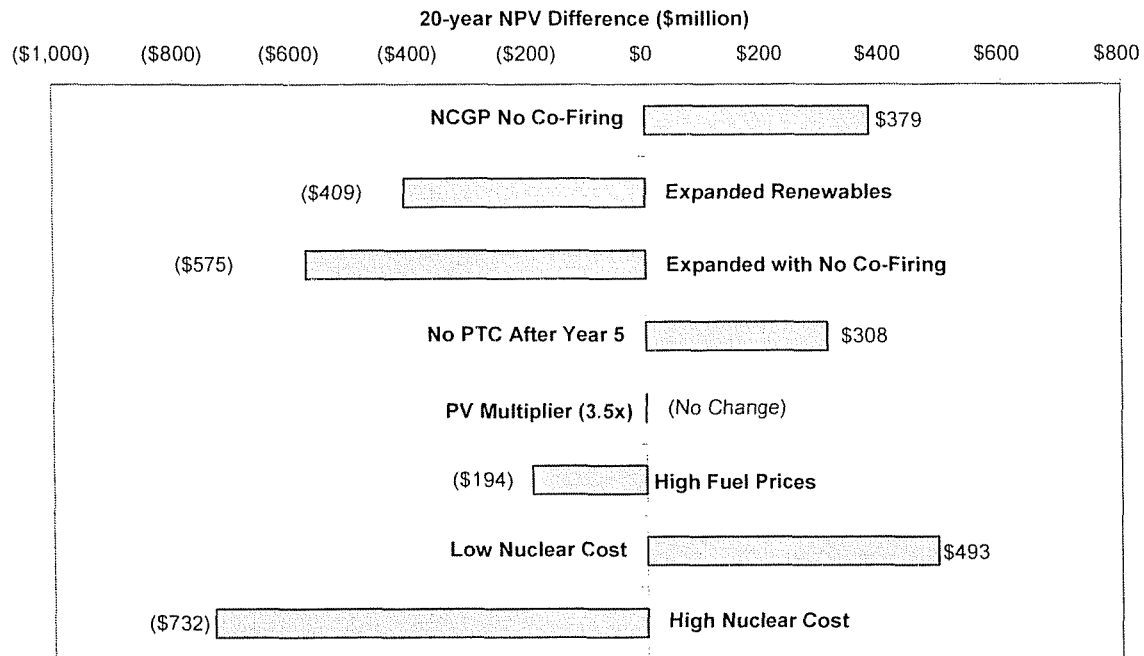 20-year NPV Difference ($million)
($1,000) ($800) ($600) ($400) ($200) $0 $200 $400 $600 $800
NCGP No Co-Firing $379
($409) Expanded Renewables
($575) Expanded with No Co-Firing
No PTC After Year 5 $308
PV Multiplier (3.5x) (No Change)
($194) High Fuel Prices
Low Nuclear Cost $493
($732) High Nuclear Cost